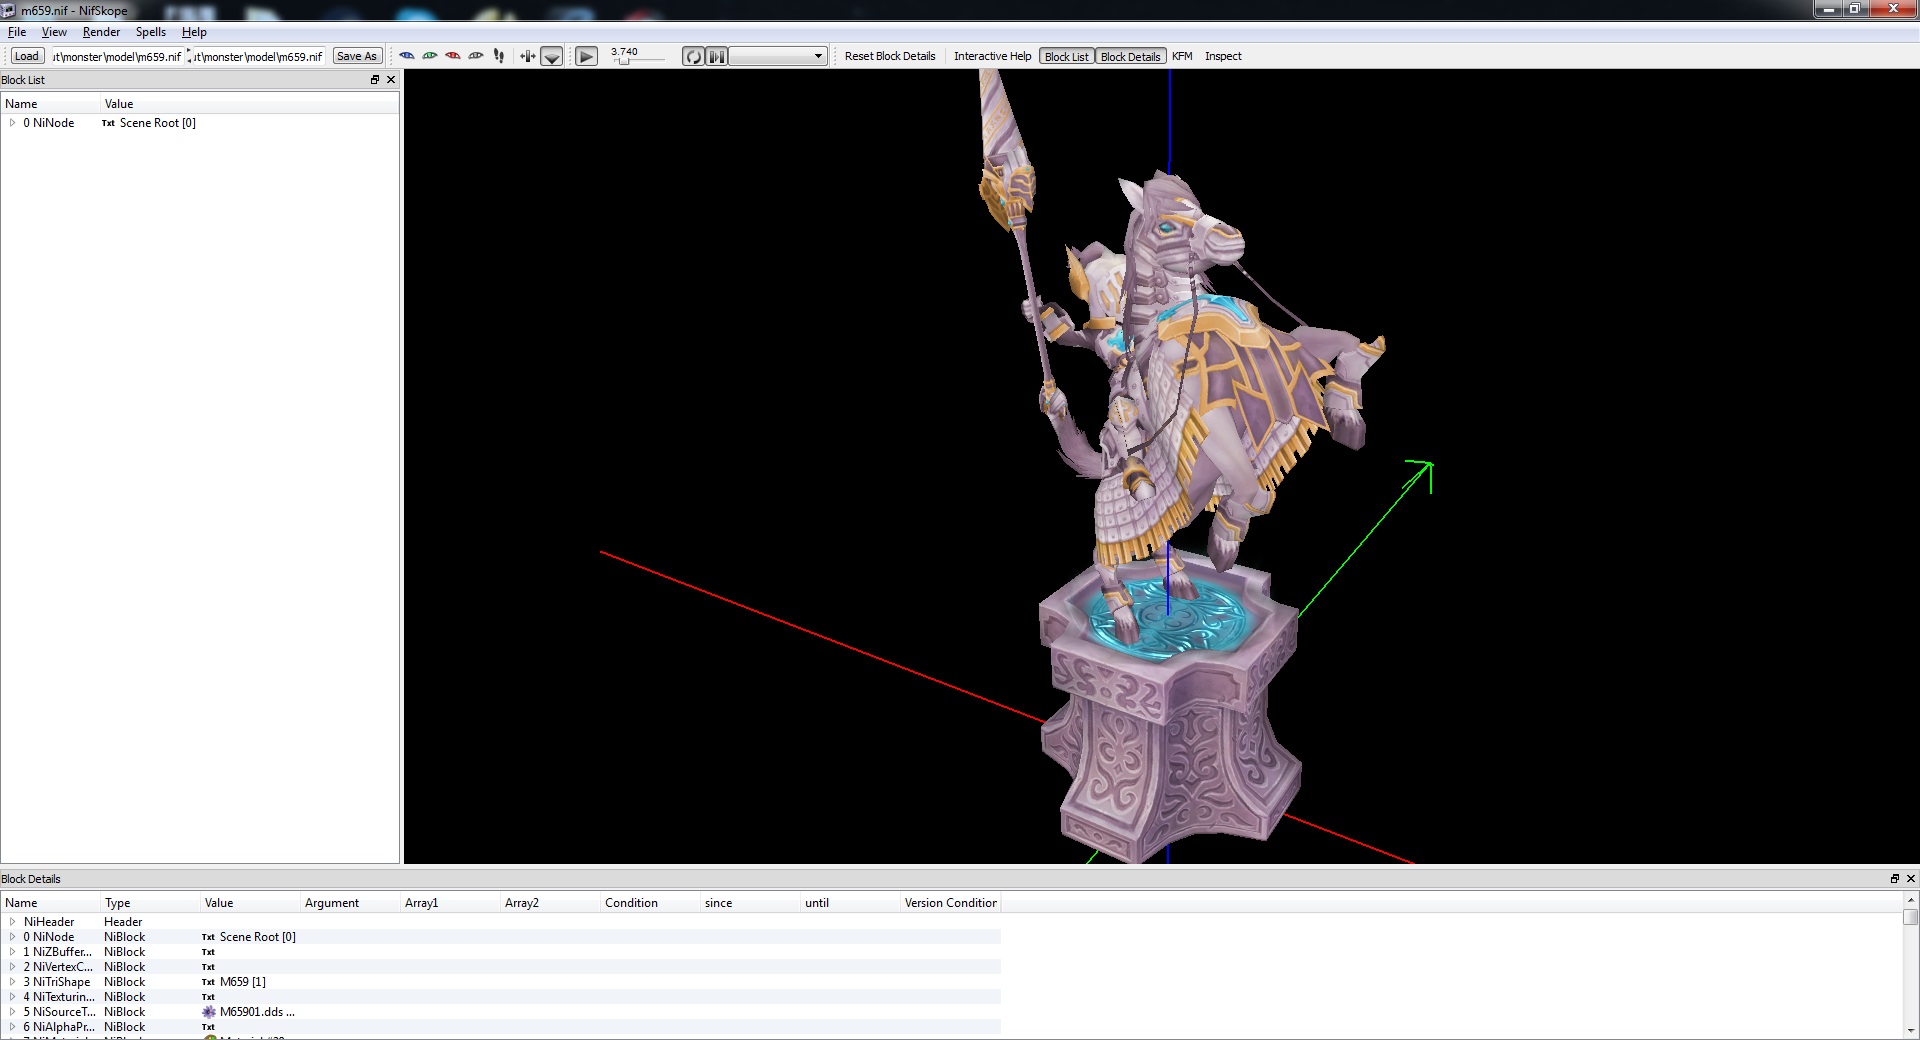 m659.nif - NifSkope
File View Render Spells Help
Load ut\monster\model\m659.nif ut\monster\model\m659.nif Save As 3.740 Reset Block Details Interactive Help Block List Block Details KFM Inspect
Block List
Name Value
0 NiNode Txt Scene Root [0]
Block Details
Name Type Value Argument Array1 Array2 Condition since until Version Condition
NiHeader Header
0 NiNode NiBlock Txt Scene Root [0]
1 NiZBuffer... NiBlock Txt
2 NiVertexC... NiBlock Txt
3 NiTriShape NiBlock Txt M659 [1]
4 NiTexturin... NiBlock Txt
5 NiSourceT... NiBlock M65901.dds ...
6 NiAlphaPr... NiBlock Txt